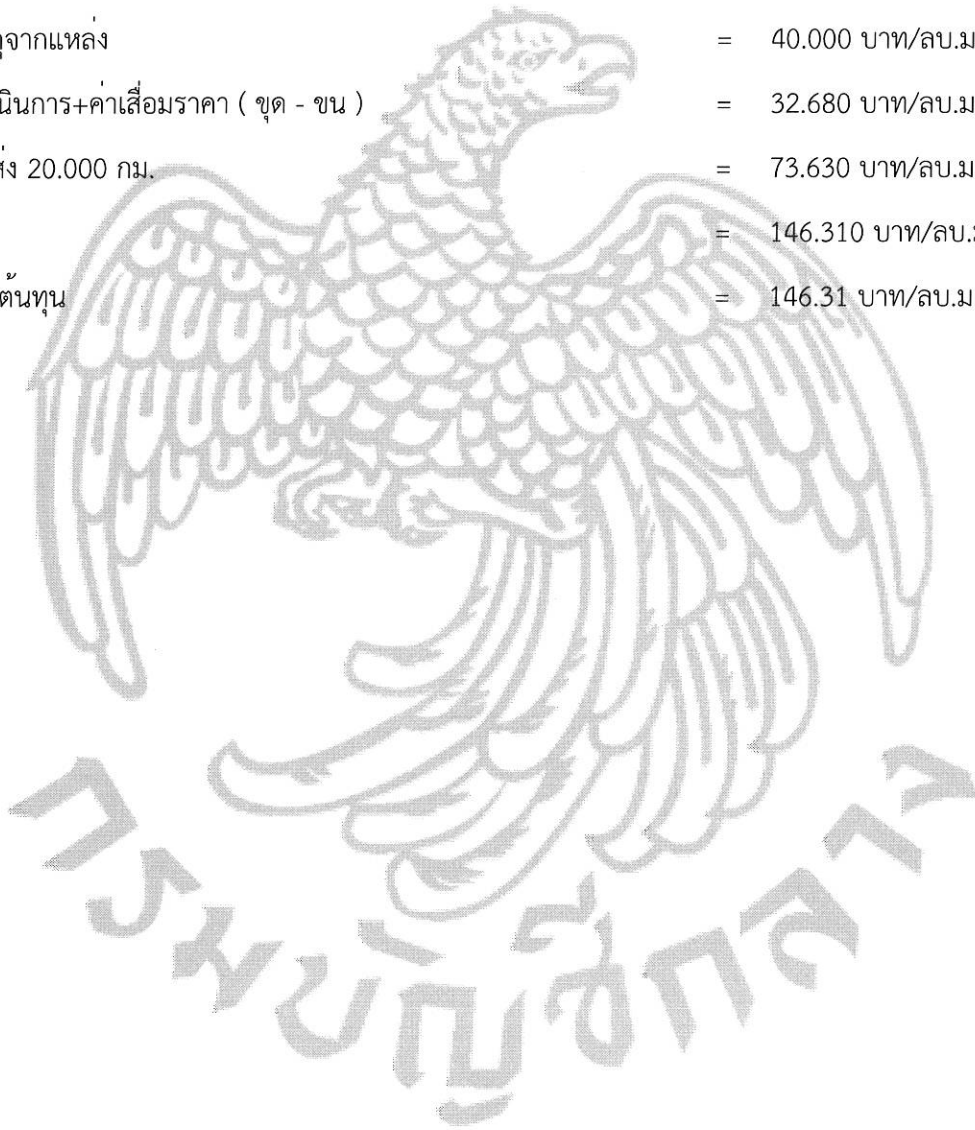 จากแหล่ง = 40.000 บาท/ลบ.ม
นินการ+ค่าเสื่อมราคา ( ขุด - ขน ) = 32.680 บาท/ลบ.ม
ส่ง 20.000 กม. = 73.630 บาท/ลบ.ม
= 146.310 บาท/ลบ.
ต้นทุน = 146.31 บาท/ลบ.ม
กรมบัญชีกลาง